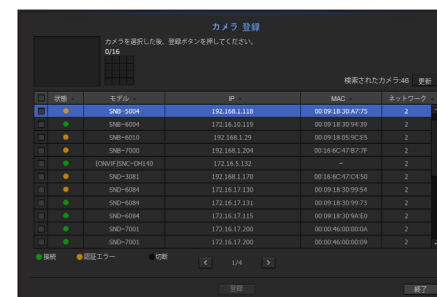 カメラ 登録
カメラを選択した後、登録ボタンを押してください。
0/16
検索されたカメラ:46 更新
状態 モデル IP MAC ネットワーク
SNB-5004 192.168.1.118 00:09:18:30:A7:75 2
SNB-6004 172.16.10.119 00:09:18:30:94:39 2
SNB-6010 192.168.1.29 00:09:18:05:9C:E5 2
SNB-7000 192.168.1.204 00:16:6C:47:B7:7F 2
(ONVIF)SNC-DH140 172.16.5.132 - 2
SND-3081 192.168.1.170 00:16:6C:47:C4:50 2
SND-6084 172.16.17.130 00:09:18:30:99:54 2
SND-6084 172.16.17.131 00:09:18:30:99:73 2
SND-6084 172.16.17.115 00:09:18:30:9A:E0 2
SND-7001 172.16.17.200 00:00:46:00:00:0A 2
SND-7001 172.16.17.200 00:00:46:00:00:09 2
接続 認証エラー 切断 < 1/4 >
登録 終了